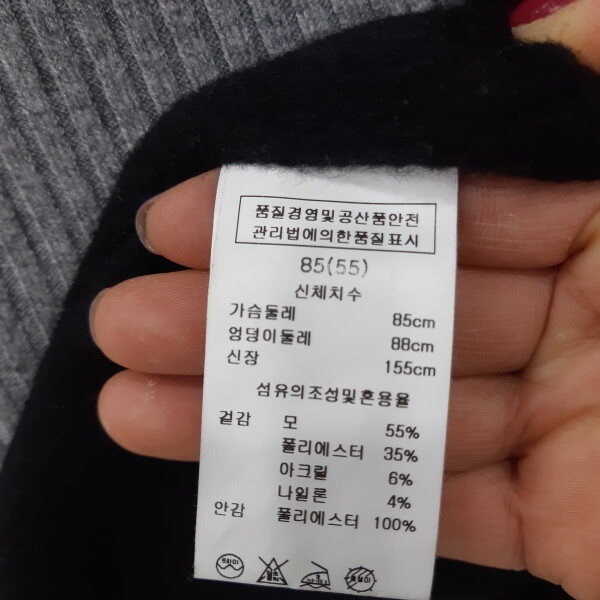 품질경영및공산품안전
관리법에의한품질표시
85(55)
신체치수
가슴둘레 85cm
엉덩이둘레 88cm
신장 155cm
섬유의조성및혼용율
겉감 모 55%
폴리에스터 35%
아크릴 6%
나일론 4%
안감 폴리에스터 100%
드라이